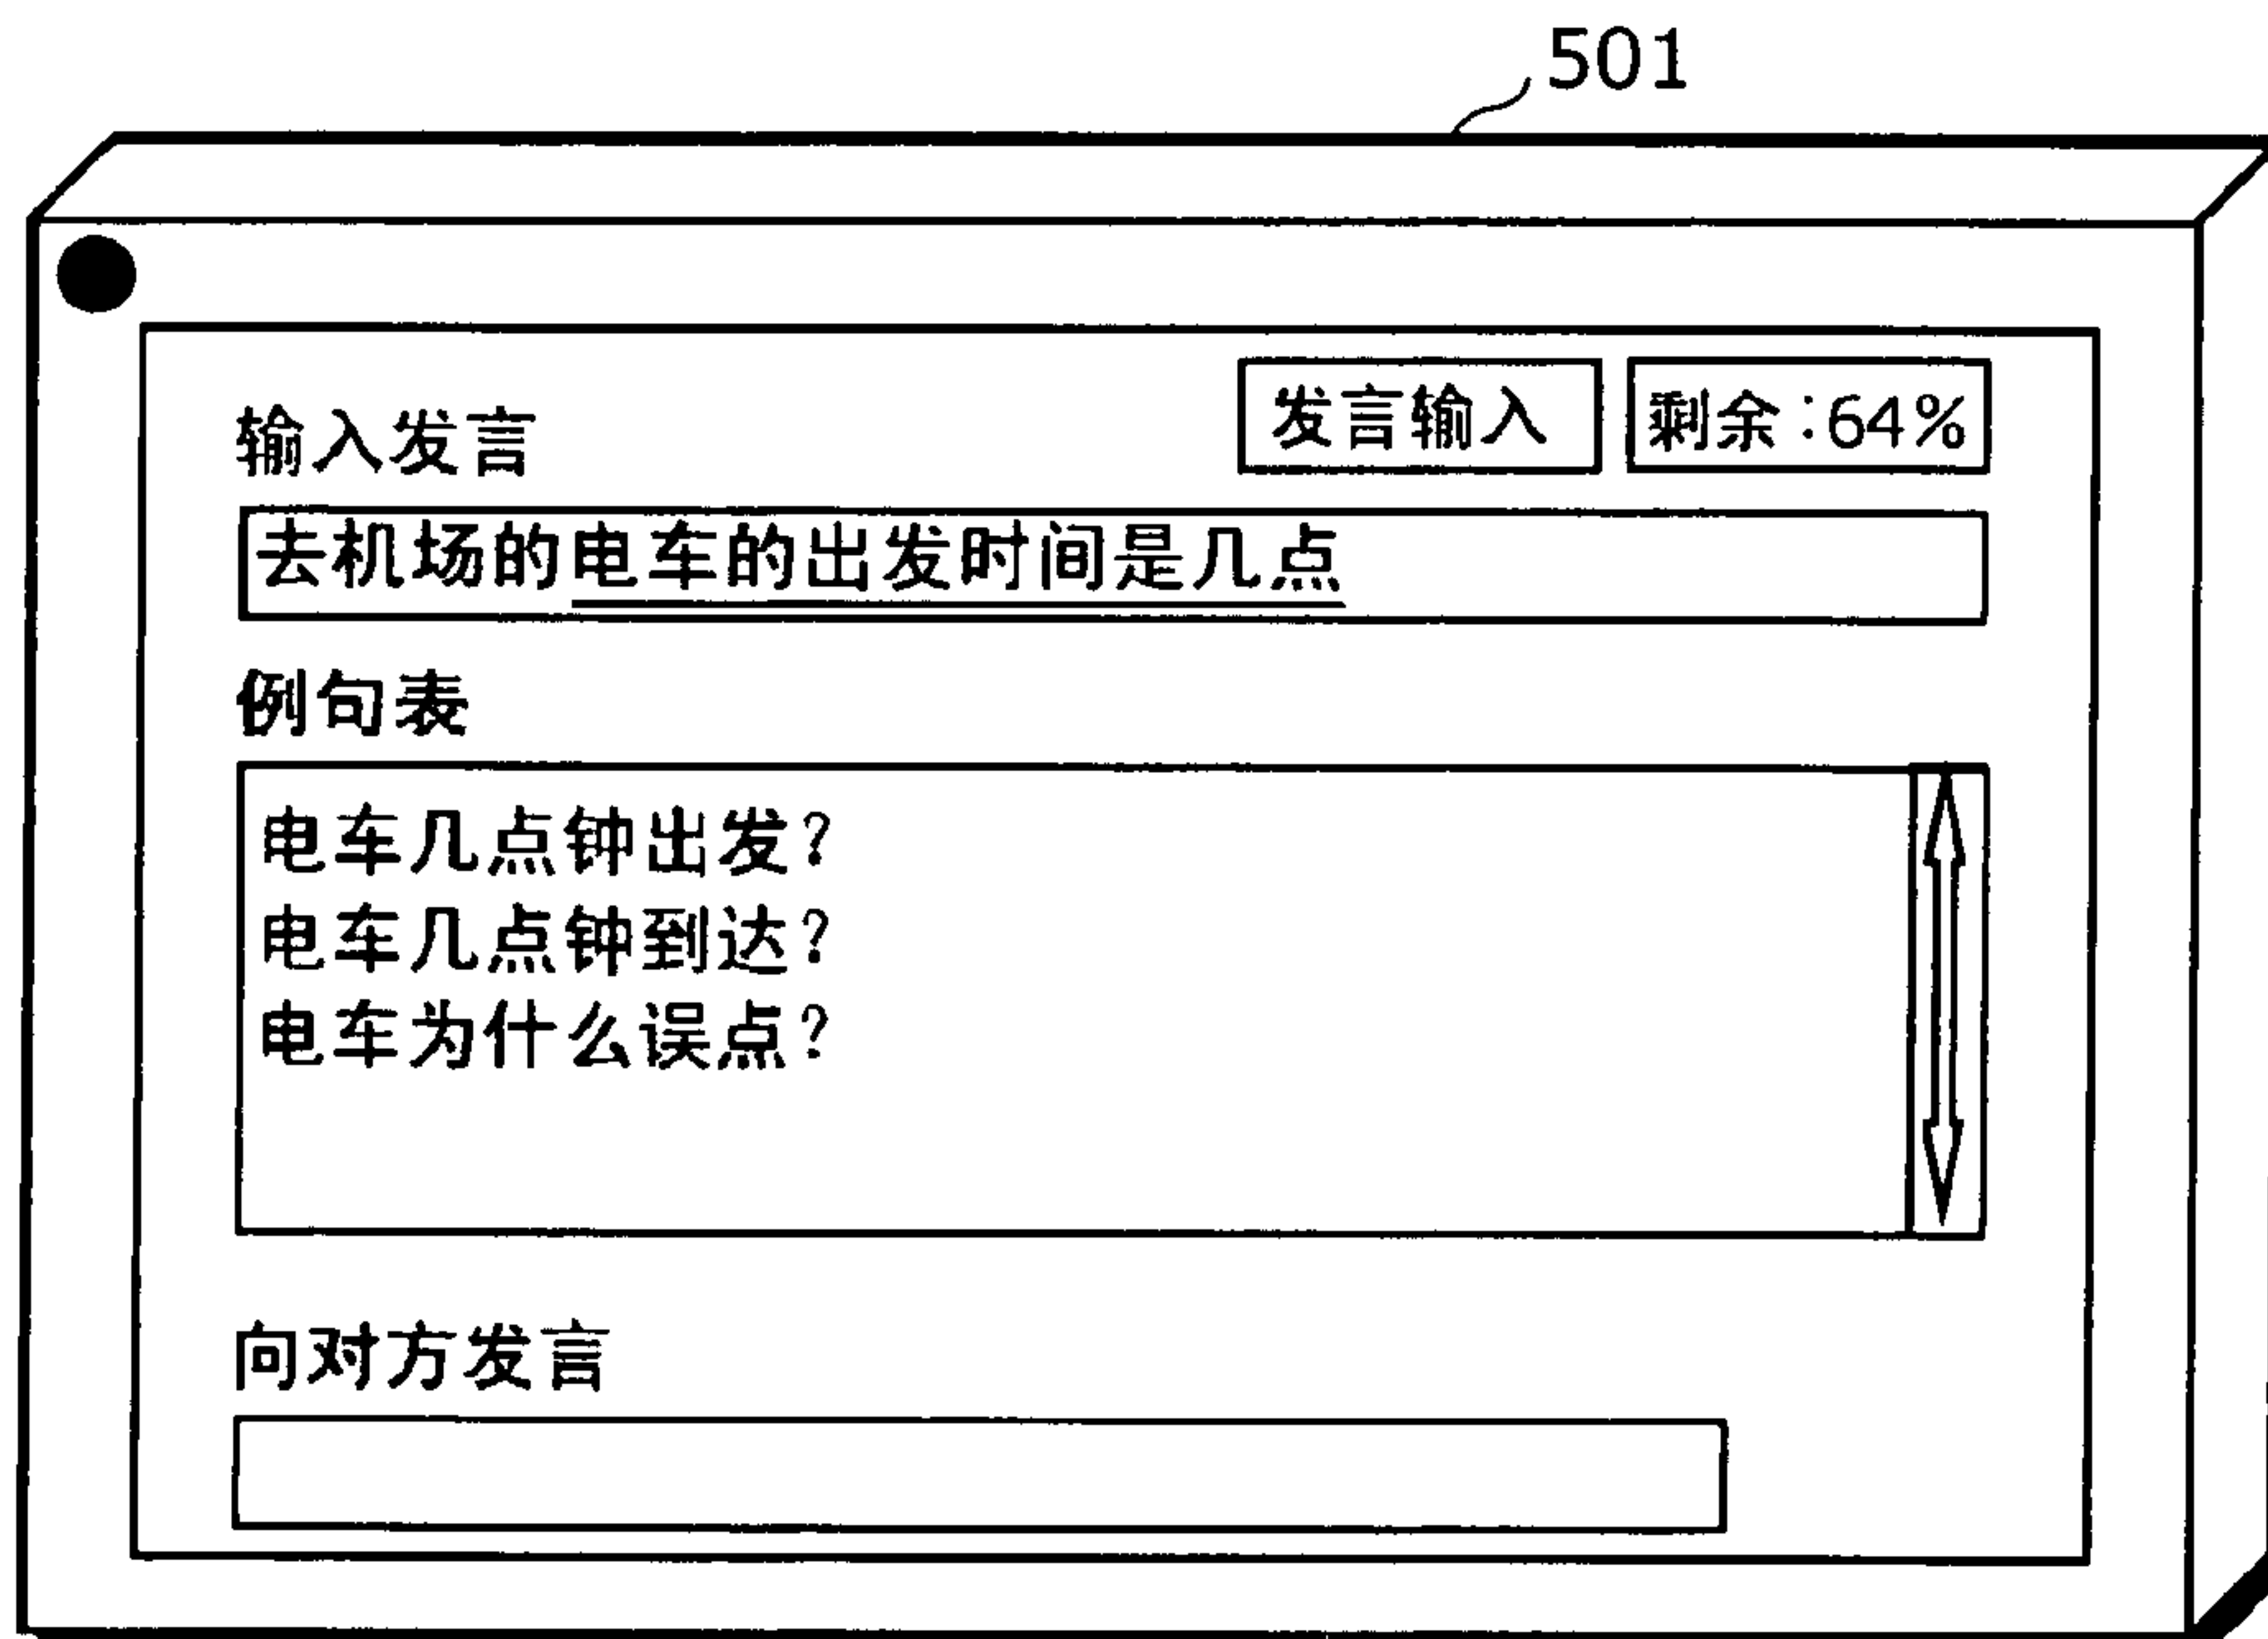 501
发言输入 剩余:64%
输入发言
去机场的电车的出发时间是几点
例句表
电车几点钟出发?
电车几点钟到达?
电车为什么误点?
向对方发言